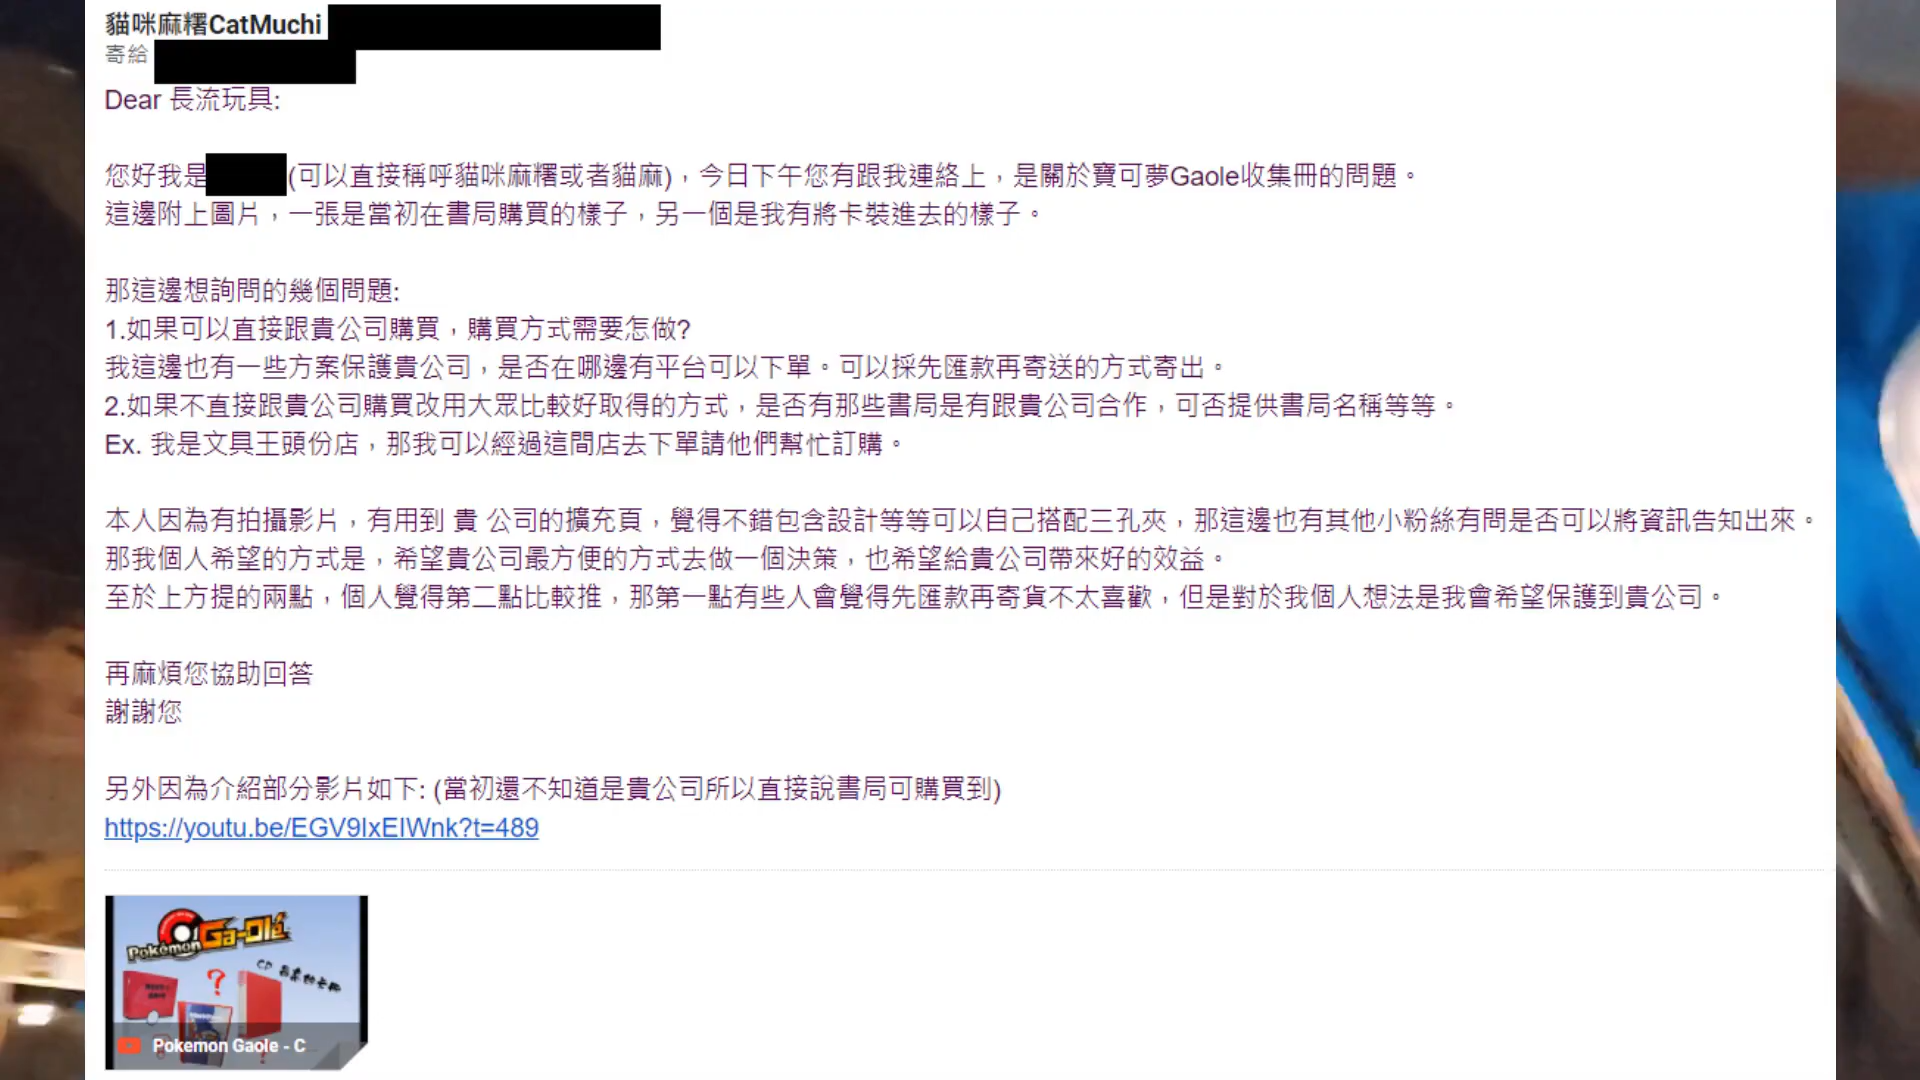 貓咪麻糬CatMuchi
寄給
Dear 長流玩具:
您好我是
(可以直接稱呼貓咪麻糬或者貓麻)，今日下午您有跟我連絡上，是關於寶可夢Gaole收集冊的問題。
這邊附上圖片，一張是當初在書局購買的樣子，另一個是我有將卡裝進去的樣子。
那這邊想詢問的幾個問題:
1.如果可以直接跟貴公司購買，購買方式需要怎做?
我這邊也有一些方案保護貴公司，是否在哪邊有平台可以下單。可以採先匯款再寄送的方式寄出。
2.如果不直接跟貴公司購買改用大眾比較好取得的方式，是否有那些書局是有跟貴公司合作，可否提供書局名稱等等。
Ex. 我是文具王頭份店，那我可以經過這間店去下單請他們幫忙訂購。
本人因為有拍攝影片，有用到 貴 公司的擴充頁，覺得不錯包含設計等等可以自己搭配三孔夾，那這邊也有其他小粉絲有問是否可以將資訊告知出來。
那我個人希望的方式是，希望貴公司最方便的方式去做一個決策，也希望給貴公司帶來好的效益。
至於上方提的兩點，個人覺得第二點比較推，那第一點有些人會覺得先匯款再寄貨不太喜歡，但是對於我個人想法是我會希望保護到貴公司。
再麻煩您協助回答
謝謝您
另外因為介紹部分影片如下: (當初還不知道是貴公司所以直接說書局可購買到)
https://youtu.be/EGV9IxEIWnk?t=489
Pokémon Ga-Olé
?
Pokemon Gaole - C